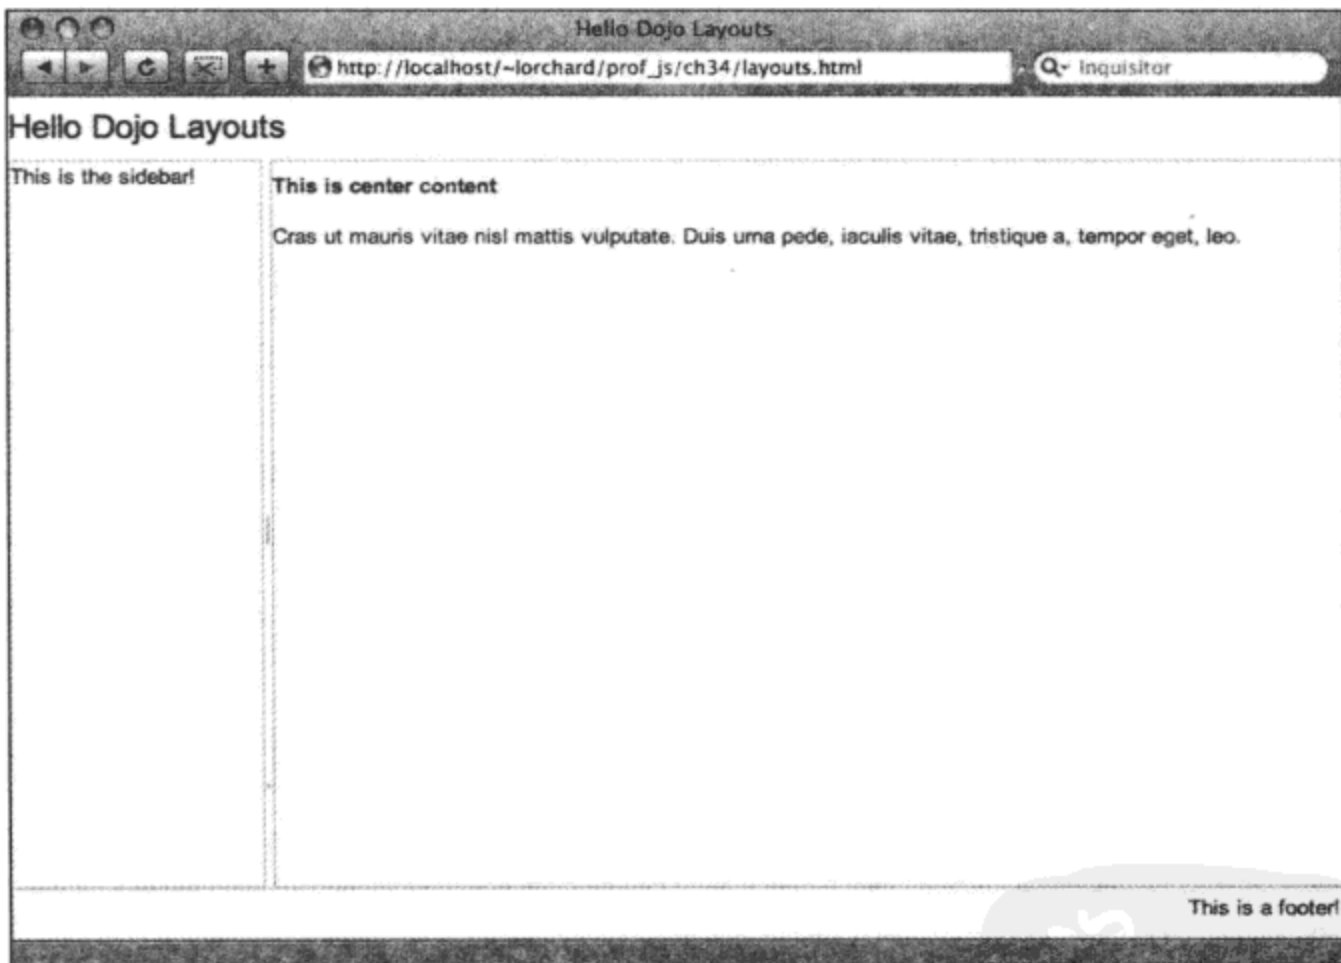 Hello Dojo Layouts
http://localhost/~lorchard/prof_js/ch34/layouts.html
Inquisitor
Hello Dojo Layouts
This is the sidebar!
This is center content
Cras ut mauris vitae nisl mattis vulputate. Duis urna pede, iaculis vitae, tristique a, tempor eget, leo.
This is a footer!